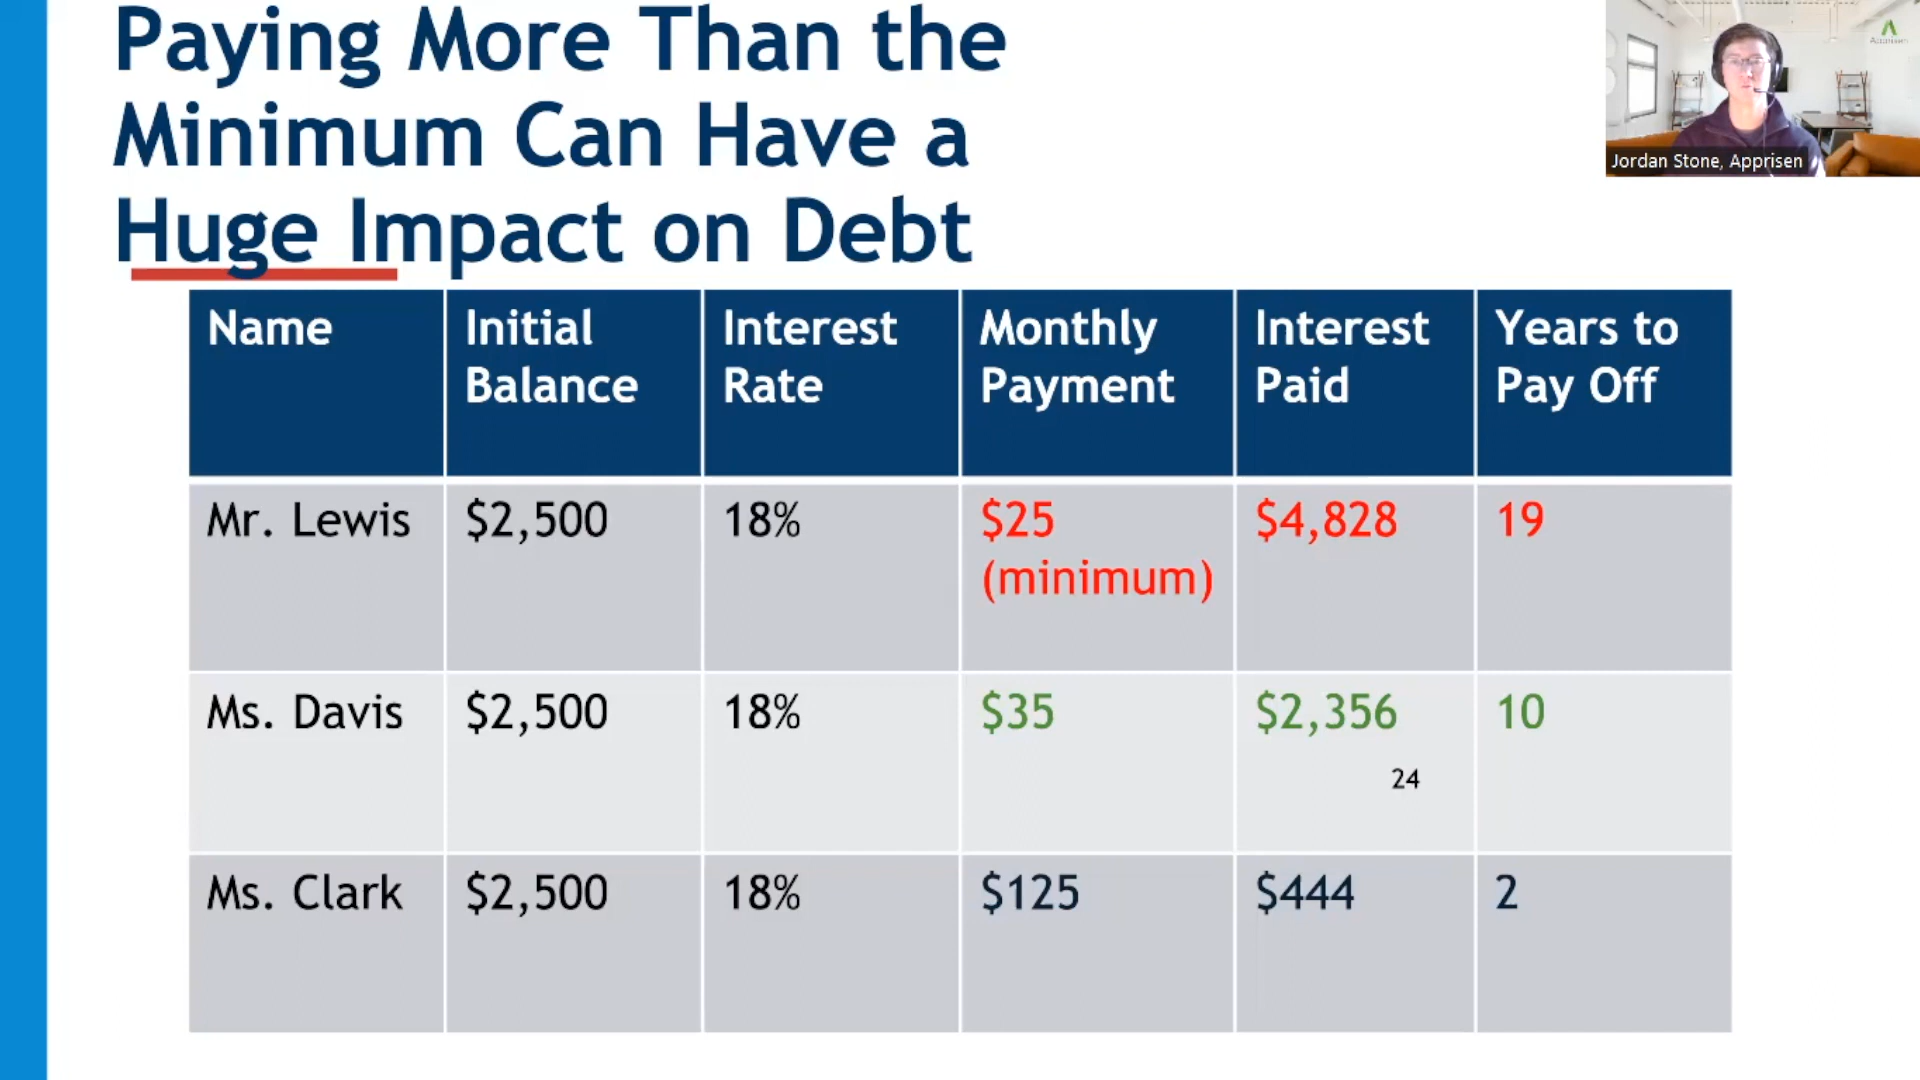 Paying More Than the
Minimum Can Have a
Huge Impact on Debt
Apprisen
Jordan Stone, Apprisen
Name Initial Balance Interest Rate Monthly Payment Interest Paid Years to Pay Off
Mr. Lewis $2,500 18% $25 (minimum) $4,828 19
Ms. Davis $2,500 18% $35 $2,356 10
24
Ms. Clark $2,500 18% $125 $444 2